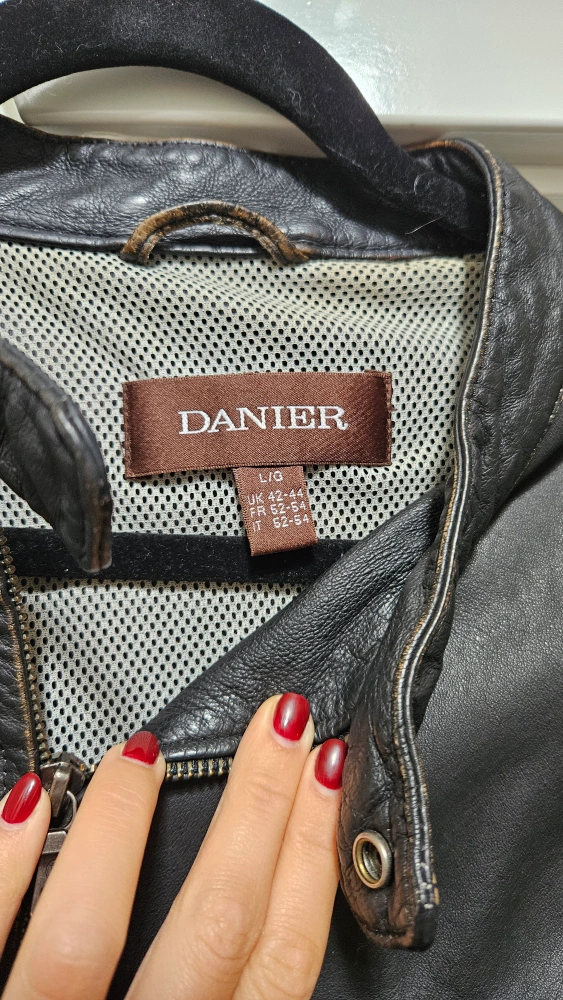 DANIER
L/G
UK 42-44
FR 52-54
IT 52-54